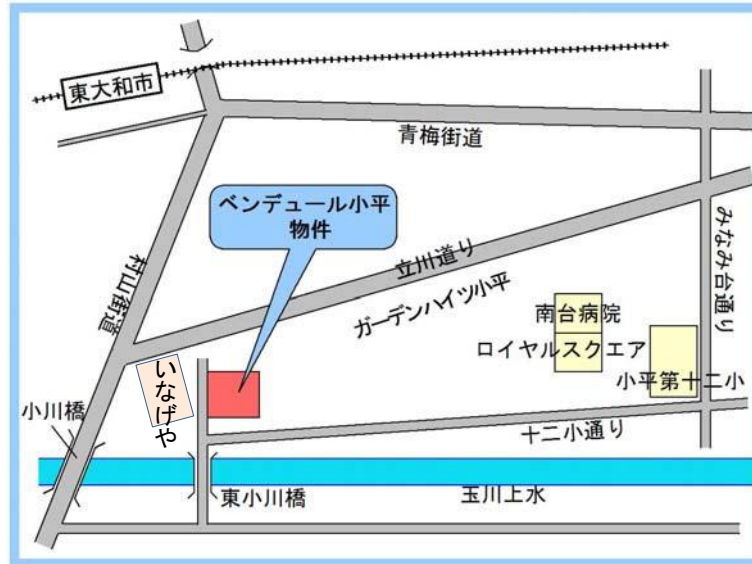 東大和市
青梅街道
ベンデュール小平
物件
みなみ台通り
立川道り
村山街道
ガーデンハイツ小平
南台病院
ロイヤルスクエア
いなげや
小平第十二小
小川橋
十二小通り
東小川橋
玉川上水